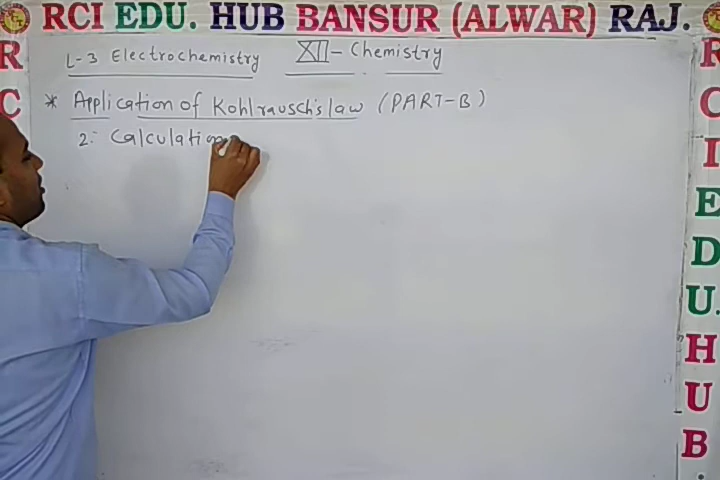 RCI EDU. HUB BANSUR (ALWAR) RAJ.
L-3 Electrochemistry XII - Chemistry
* Application of Kohlrausch's law (PART-B)
2:- Calculation
R
C
R
C
I
E
D
U.
H
U
B